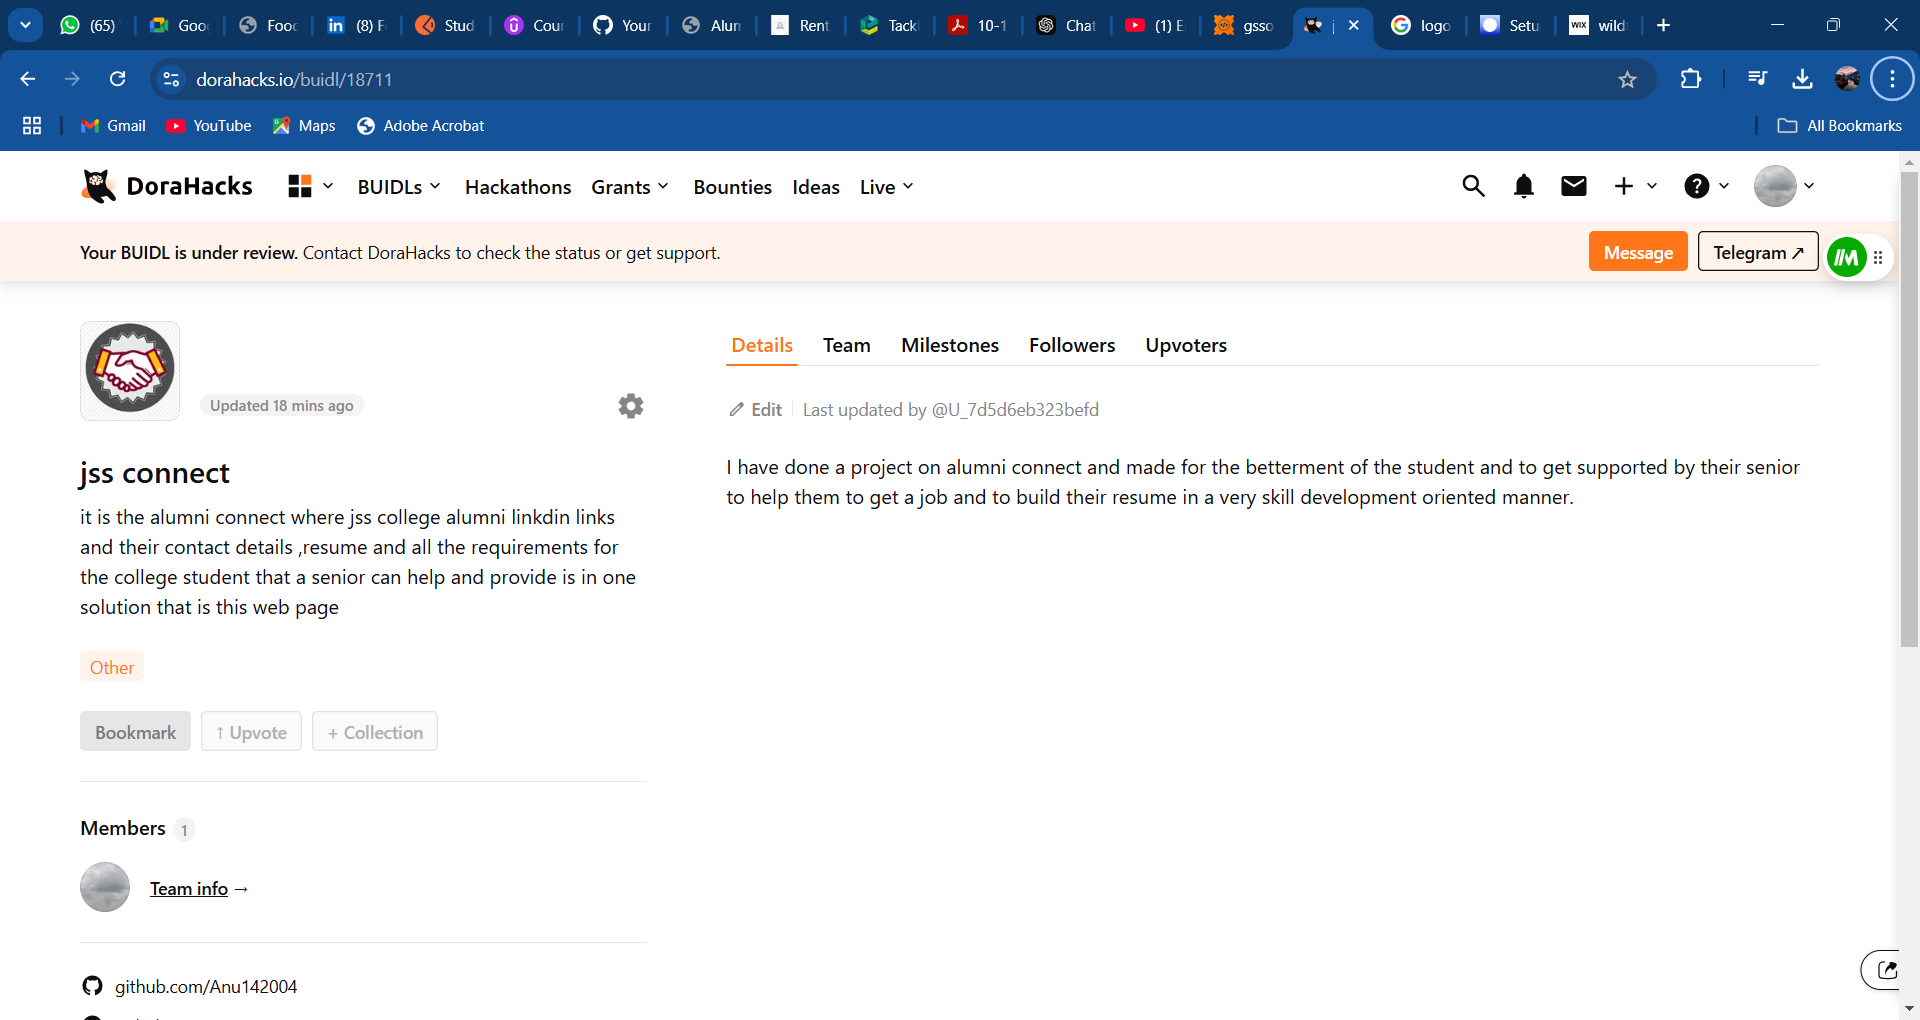 (65)
Goo
Food
(8) F
Stud
Cour
Your
Alum
Rent
Tackl
10-1
Chat
(1) E
gsso
logo
Setu
WIX wild
dorahacks.io/buidl/18711
Gmail YouTube Maps Adobe Acrobat All Bookmarks
DoraHacks BUIDLs Hackathons Grants Bounties Ideas Live
Your BUIDL is under review. Contact DoraHacks to check the status or get support. Message Telegram ↗
Updated 18 mins ago
jss connect
it is the alumni connect where jss college alumni linkdin links
and their contact details ,resume and all the requirements for
the college student that a senior can help and provide is in one
solution that is this web page
Other
Bookmark ↑ Upvote + Collection
Members 1
Team info →
github.com/Anu142004
Details Team Milestones Followers Upvoters
Edit Last updated by @U_7d5d6eb323befd
I have done a project on alumni connect and made for the betterment of the student and to get supported by their senior
to help them to get a job and to build their resume in a very skill development oriented manner.